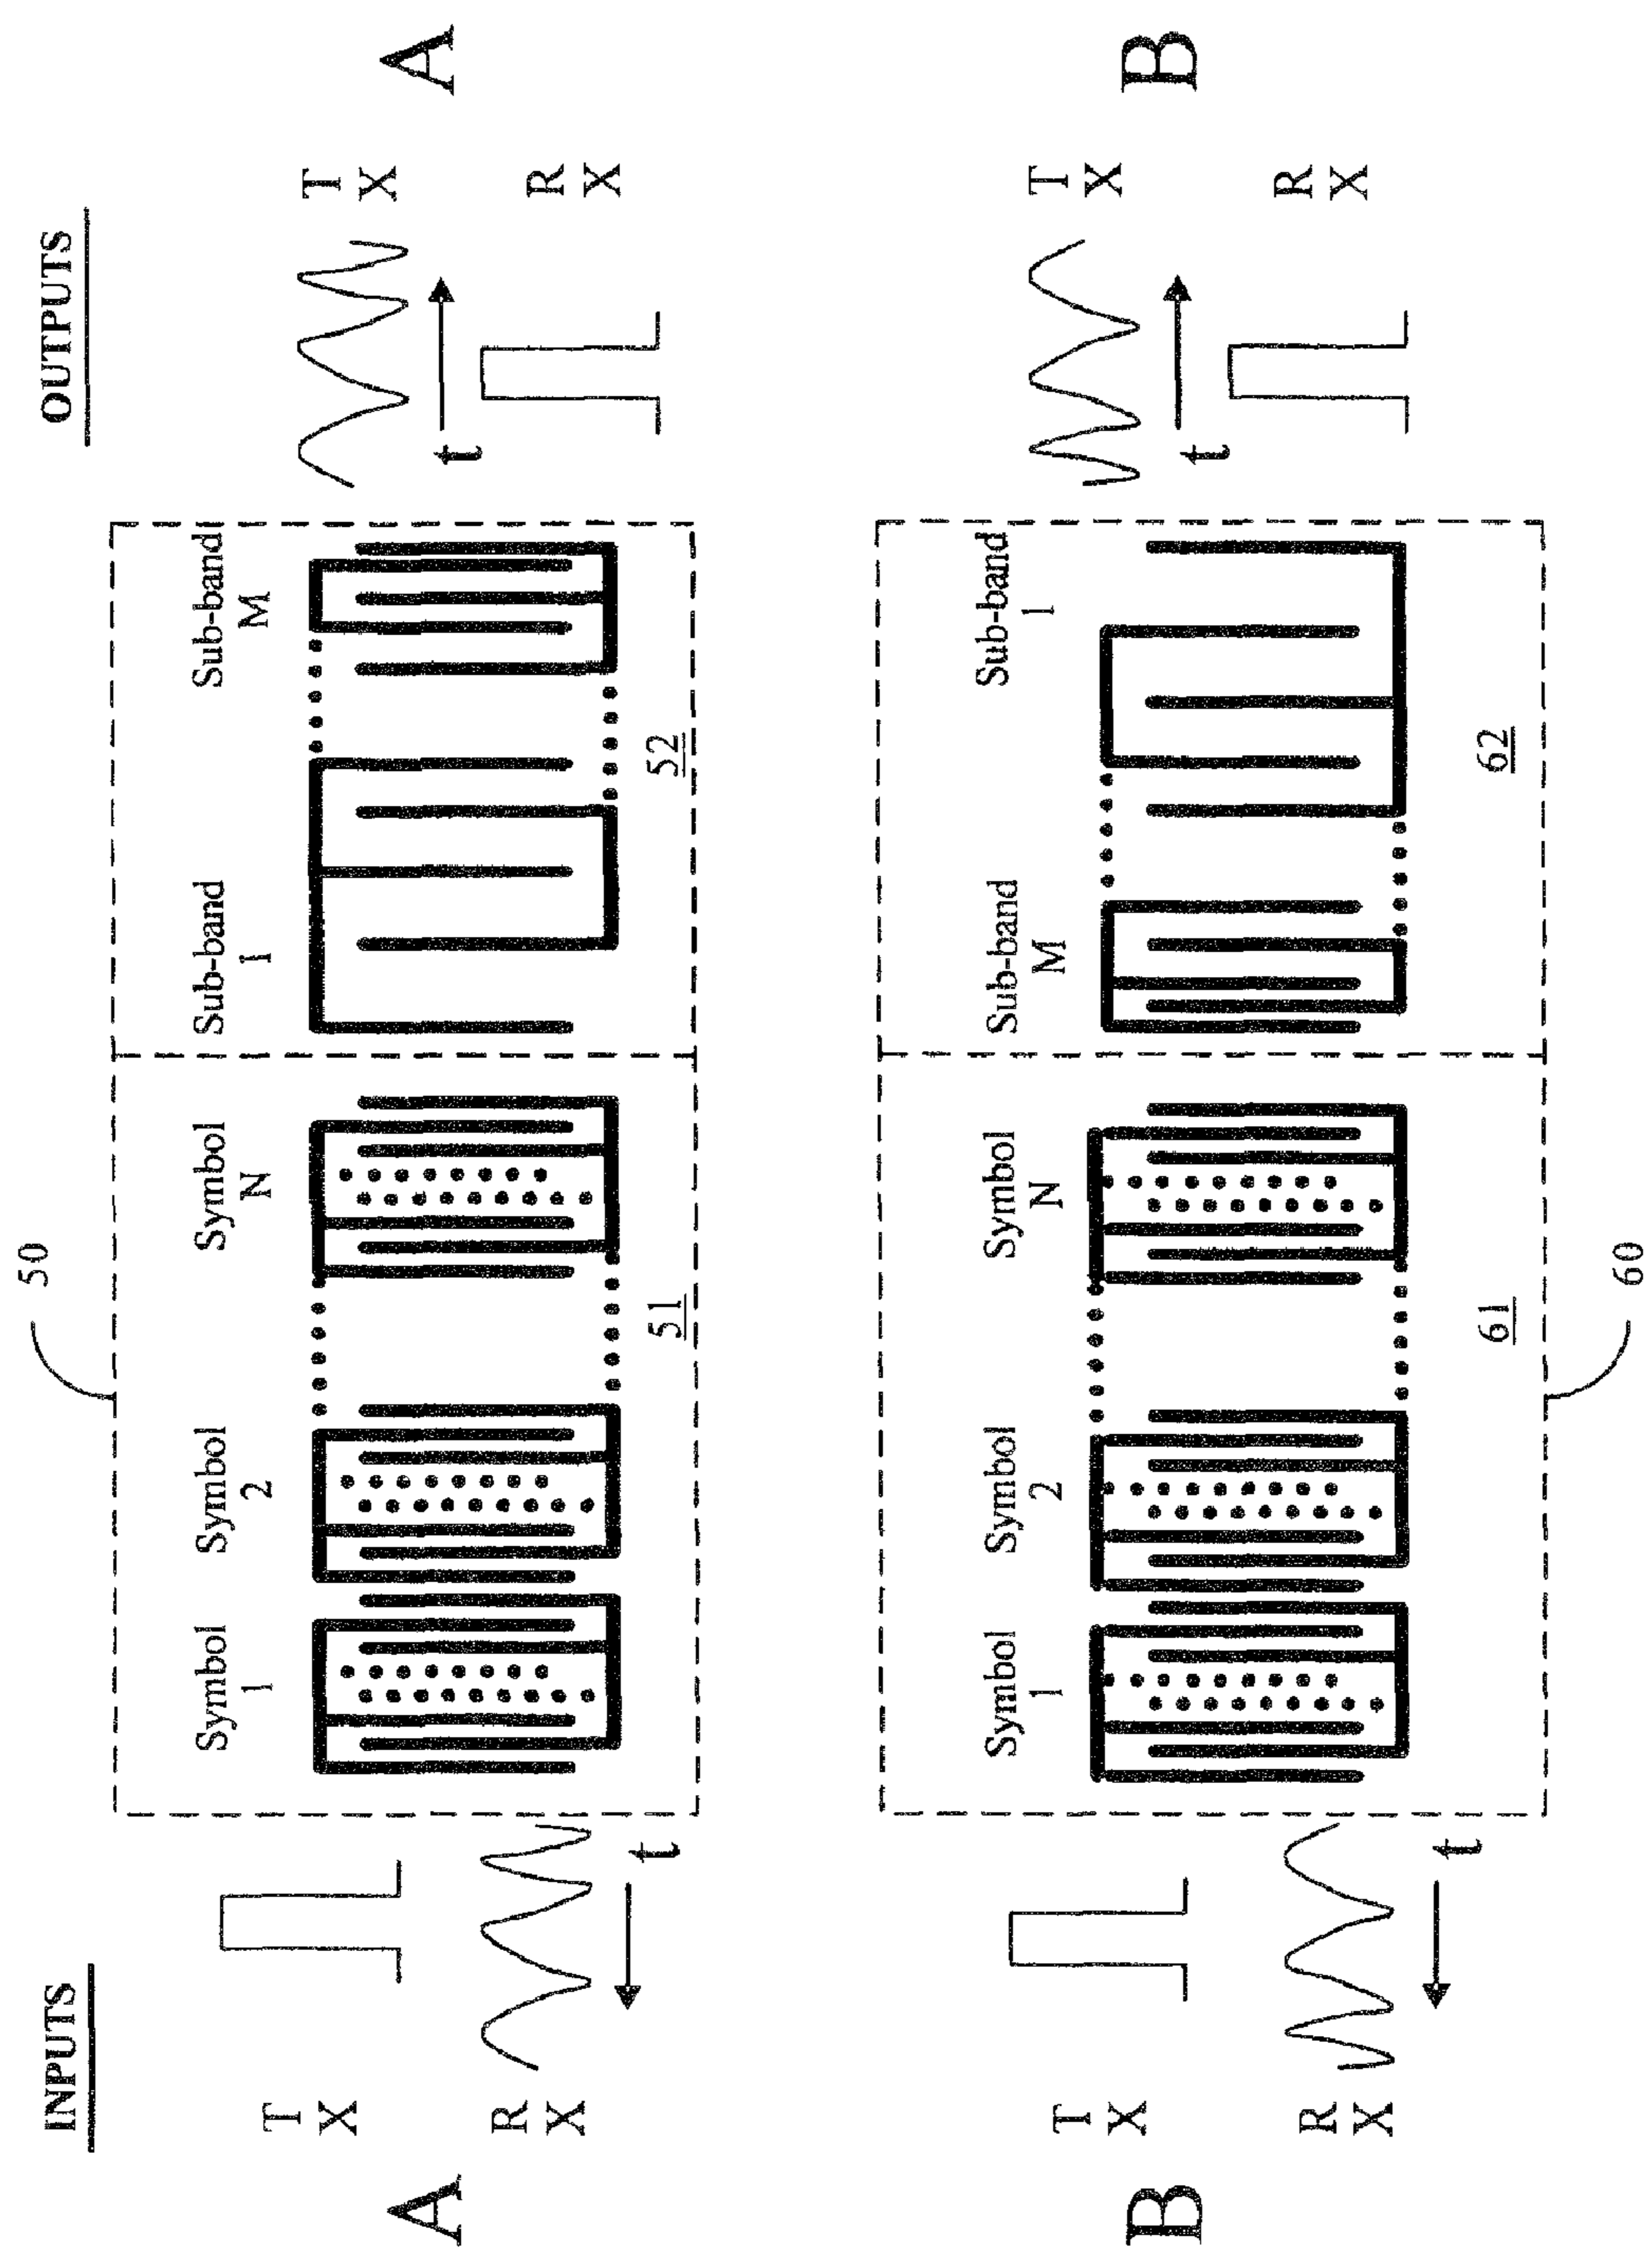 50
INPUTS
OUTPUTS
Symbol
1
Symbol
2
Symbol
N
Sub-band
1
Sub-band
M
A
T
X
R
X
t
51
52
t
T
X
R
X
A
Symbol
1
Symbol
2
Symbol
N
Sub-band
M
Sub-band
1
B
T
X
R
X
t
61
62
t
T
X
R
X
B
60